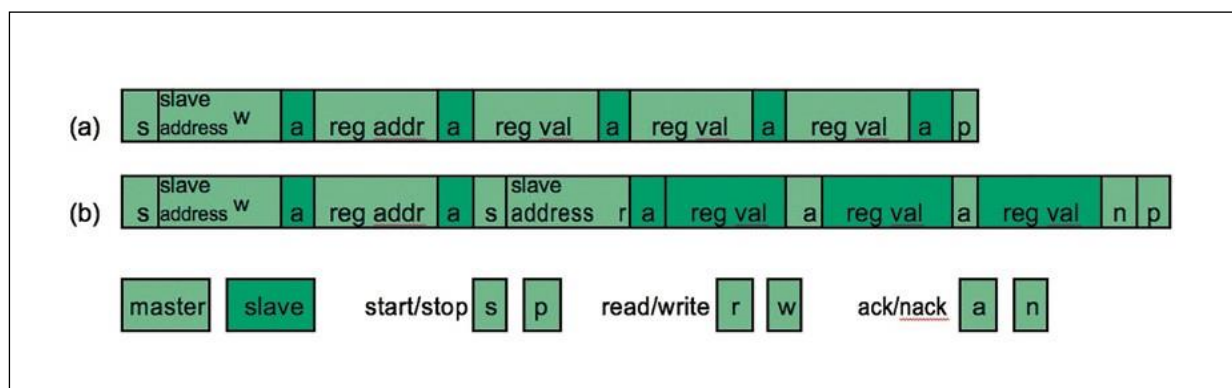 (a) s slave address w a reg addr a reg val a reg val a reg val a p
(b) s slave address w a reg addr a s slave address r a reg val a reg val a reg val n p
master slave start/stop s p read/write r w ack/nack a n